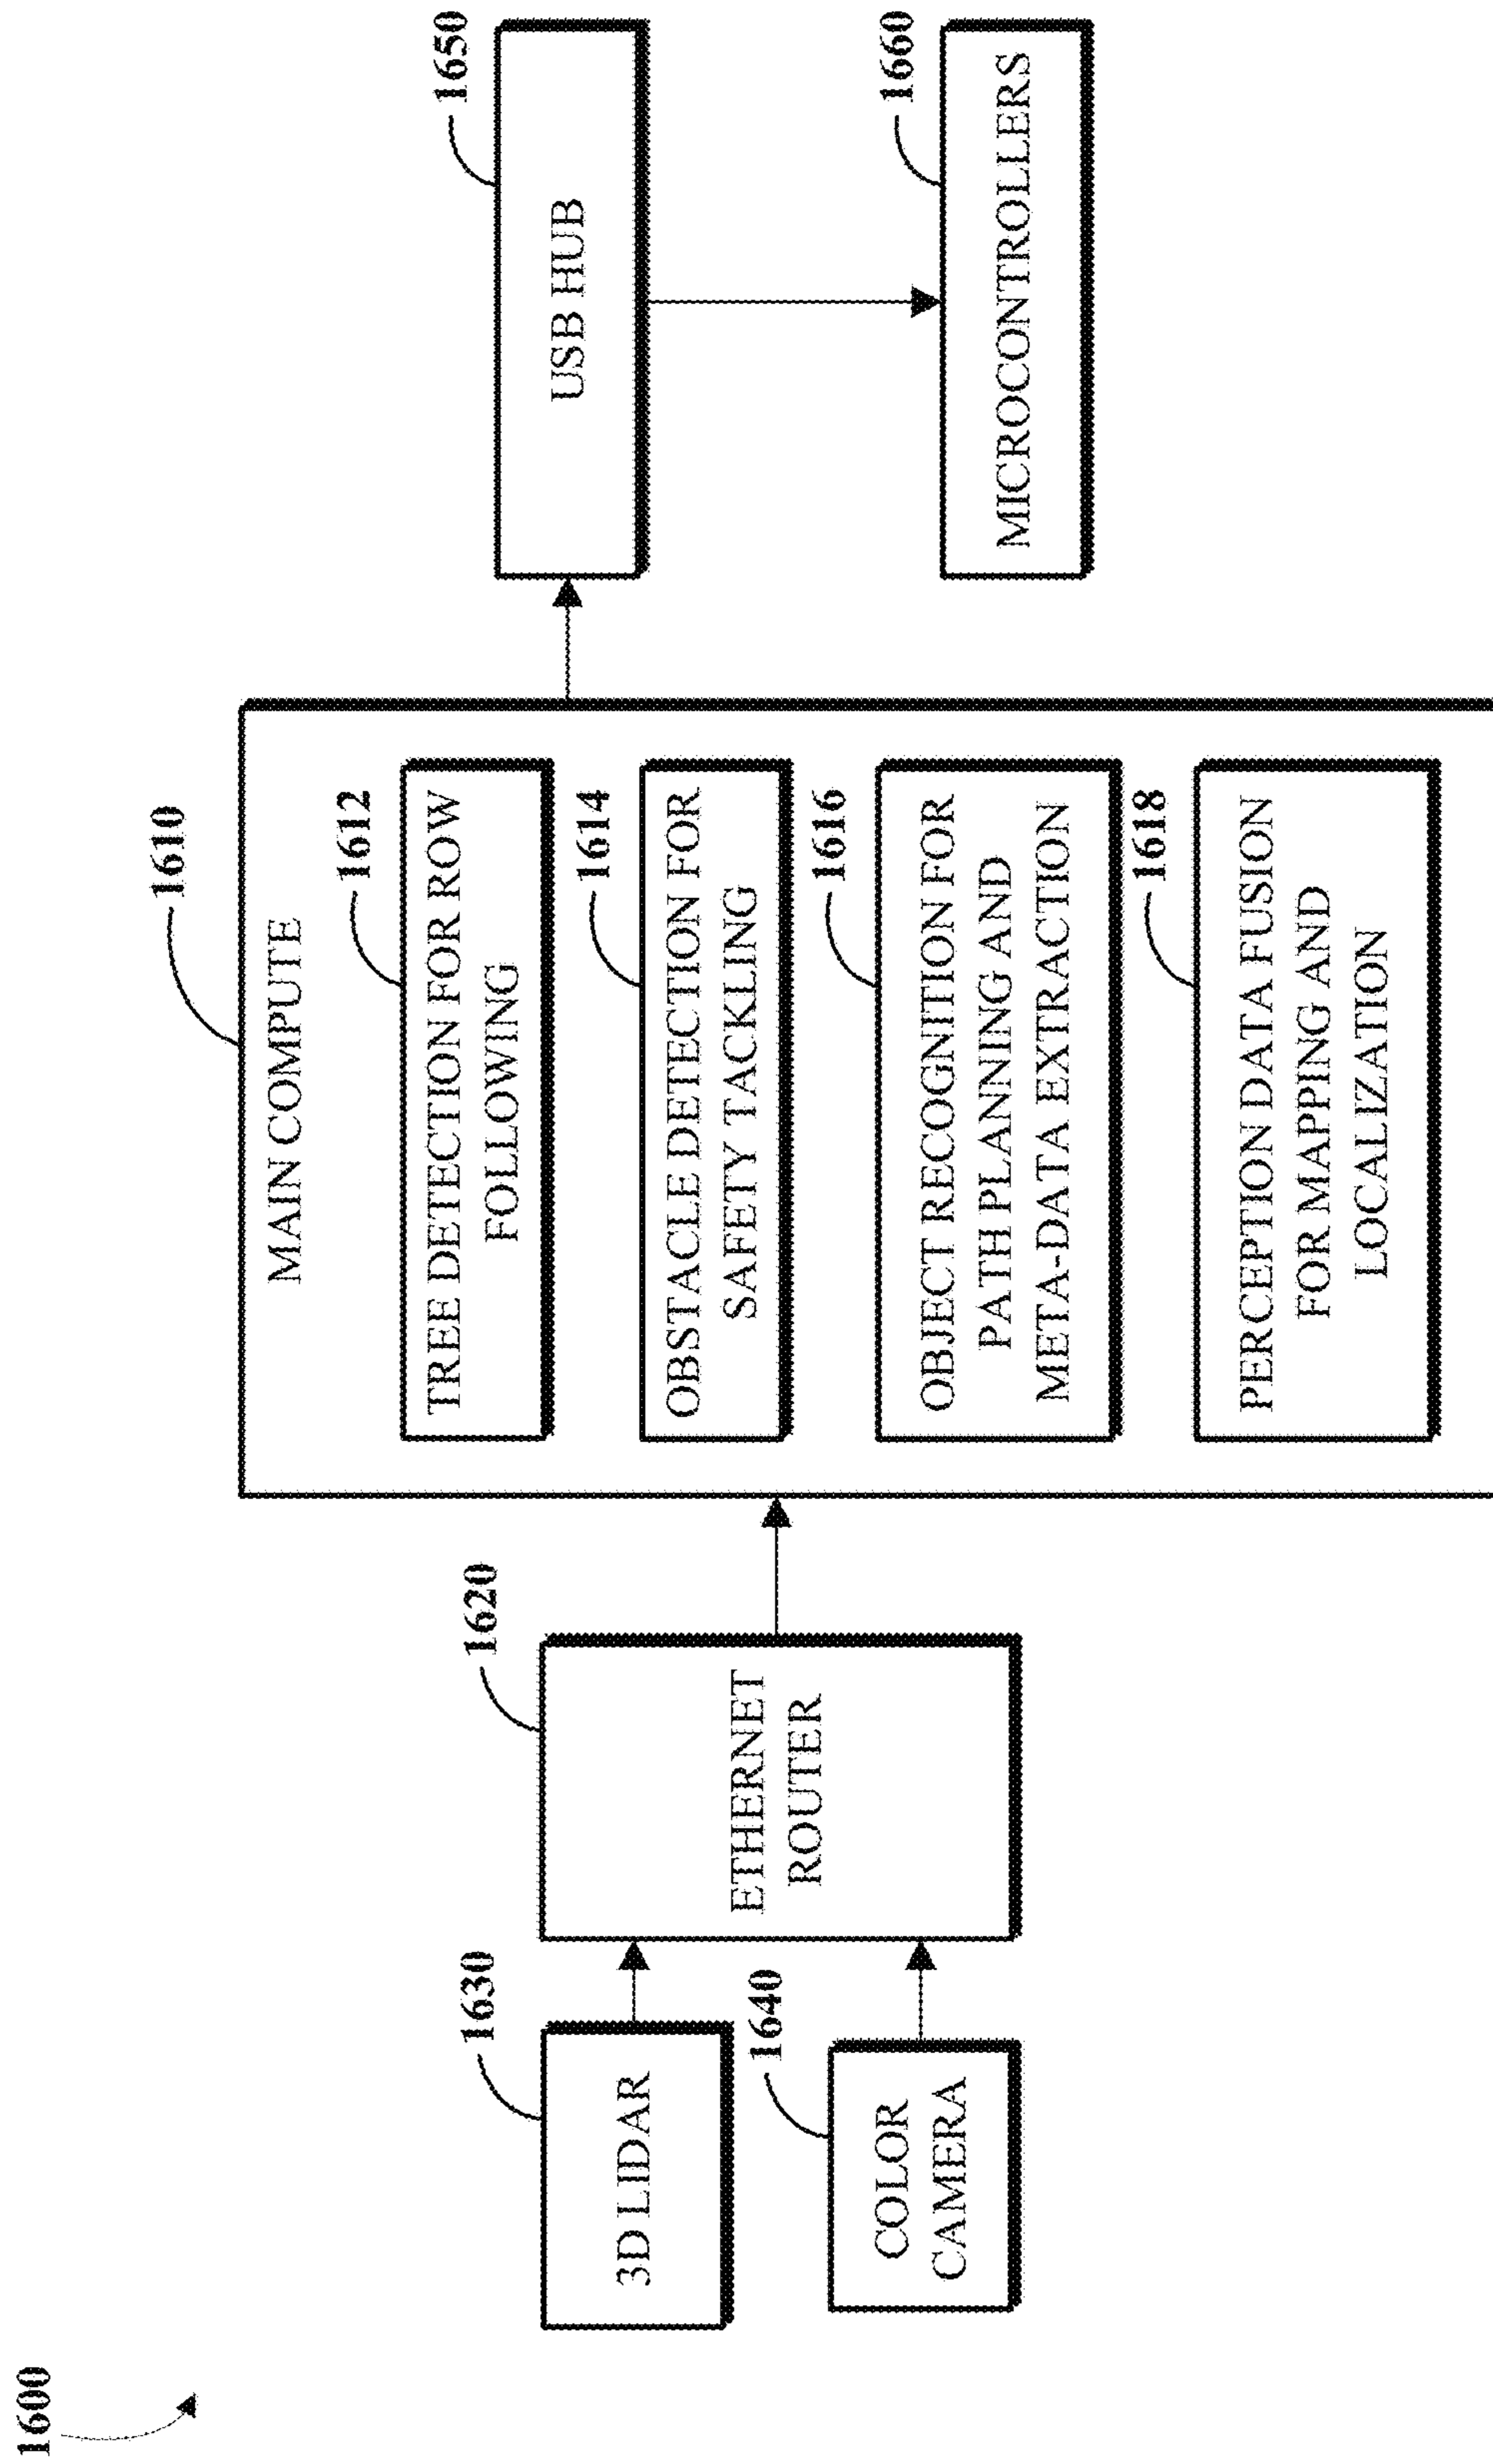 1600
1630
3D LIDAR
1640
COLOR
CAMERA
1620
ETHERNET
ROUTER
1610
MAIN COMPUTE
1612
TREE DETECTION FOR ROW
FOLLOWING
1614
OBSTACLE DETECTION FOR
SAFETY TACKLING
1616
OBJECT RECOGNITION FOR
PATH PLANNING AND
META-DATA EXTRACTION
1618
PERCEPTION DATA FUSION
FOR MAPPING AND
LOCALIZATION
1650
USB HUB
1660
MICROCONTROLLERS